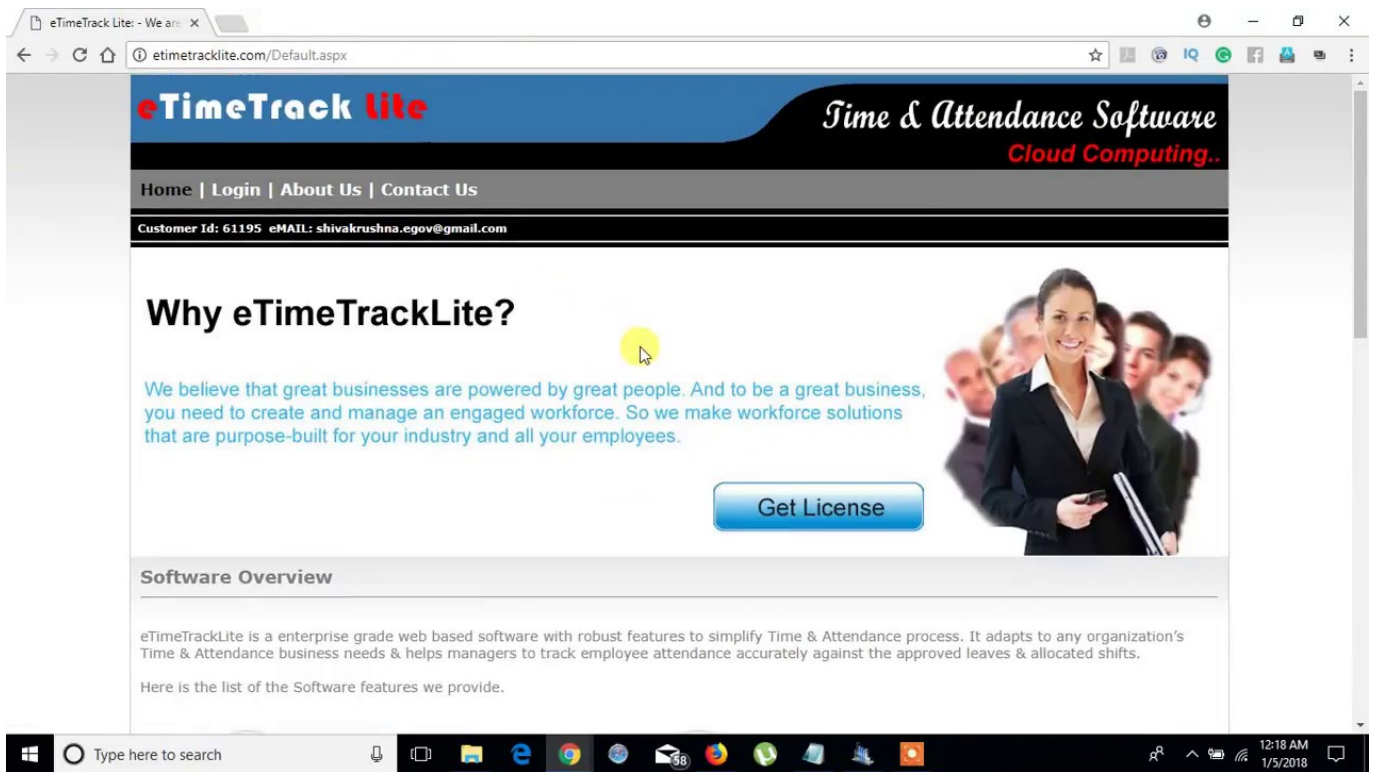 eTimeTrack Lite: - We are
etimetracklite.com/Default.aspx
IQ
eTimeTrack Lite
Time & Attendance Software
Cloud Computing..
Home | Login | About Us | Contact Us
Customer Id: 61195 eMAIL: shivakrushna.egov@gmail.com
Why eTimeTrackLite?
We believe that great businesses are powered by great people. And to be a great business,
you need to create and manage an engaged workforce. So we make workforce solutions
that are purpose-built for your industry and all your employees.
Get License
Software Overview
eTimeTrackLite is a enterprise grade web based software with robust features to simplify Time & Attendance process. It adapts to any organization's
Time & Attendance business needs & helps managers to track employee attendance accurately against the approved leaves & allocated shifts.
Here is the list of the Software features we provide.
Type here to search
58
12:18 AM
1/5/2018